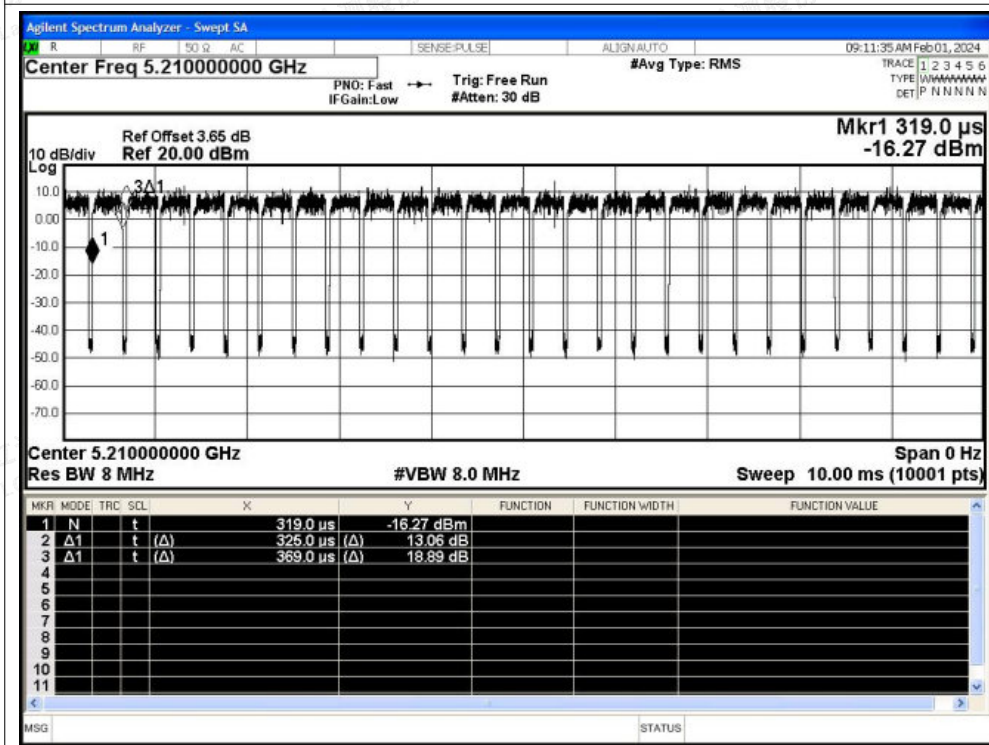 Agilent Spectrum Analyzer - Swept SA
R RF 50 Ω AC SENSE:PULSE ALIGN AUTO 09:11:35 AM Feb 01, 2024
Center Freq 5.210000000 GHz #Avg Type: RMS TRACE 1 2 3 4 5 6
PNO: Fast Trig: Free Run TYPE WWWWWW
IFGain:Low #Atten: 30 dB DET P N N N N N
Mkr1 319.0 µs
Ref Offset 3.65 dB
10 dB/div Ref 20.00 dBm -16.27 dBm
Log
10.0
3Δ1
0.00
-10.0
1
-20.0
-30.0
-40.0
-50.0
-60.0
-70.0
Center 5.210000000 GHz Span 0 Hz
Res BW 8 MHz #VBW 8.0 MHz Sweep 10.00 ms (10001 pts)
MKR MODE TRC SCL X Y FUNCTION FUNCTION WIDTH FUNCTION VALUE
1 N t 319.0 µs -16.27 dBm
2 Δ1 t (Δ) 325.0 µs (Δ) 13.06 dB
3 Δ1 t (Δ) 369.0 µs (Δ) 18.89 dB
4
5
6
7
8
9
10
11
MSG STATUS